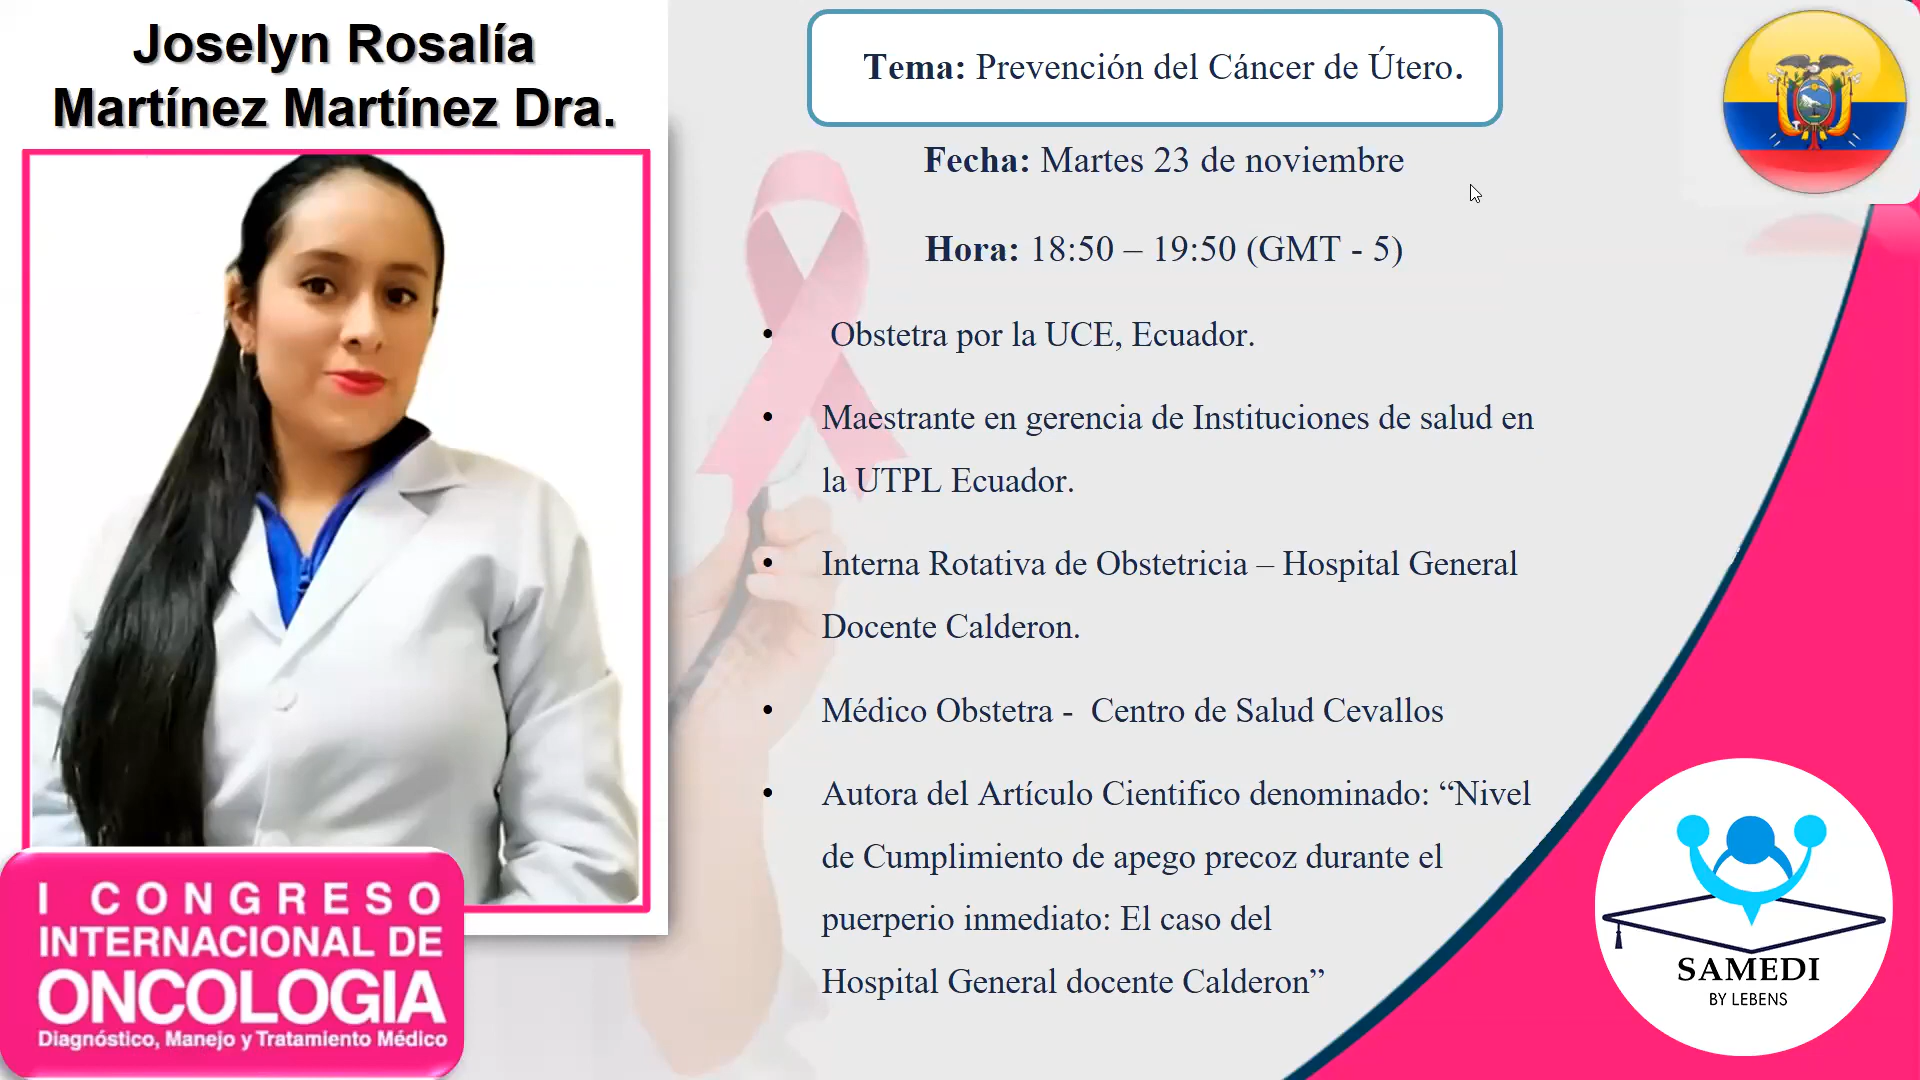 Joselyn Rosalía
Martínez Martínez Dra.
Tema: Prevención del Cáncer de Útero.
Fecha: Martes 23 de noviembre
Hora: 18:50 – 19:50 (GMT - 5)
• Obstetra por la UCE, Ecuador.
• Maestrante en gerencia de Instituciones de salud en
la UTPL Ecuador.
• Interna Rotativa de Obstetricia – Hospital General
Docente Calderon.
• Médico Obstetra - Centro de Salud Cevallos
• Autora del Artículo Cientifico denominado: “Nivel
de Cumplimiento de apego precoz durante el
puerperio inmediato: El caso del
Hospital General docente Calderon”
I CONGRESO
INTERNACIONAL DE
ONCOLOGIA
Diagnóstico, Manejo y Tratamiento Médico
SAMEDI
BY LEBENS